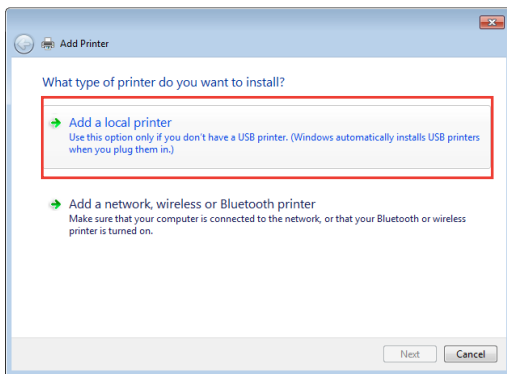 Add Printer
What type of printer do you want to install?
Add a local printer
Use this option only if you don't have a USB printer. (Windows automatically installs USB printers
when you plug them in.)
Add a network, wireless or Bluetooth printer
Make sure that your computer is connected to the network, or that your Bluetooth or wireless
printer is turned on.
Next Cancel